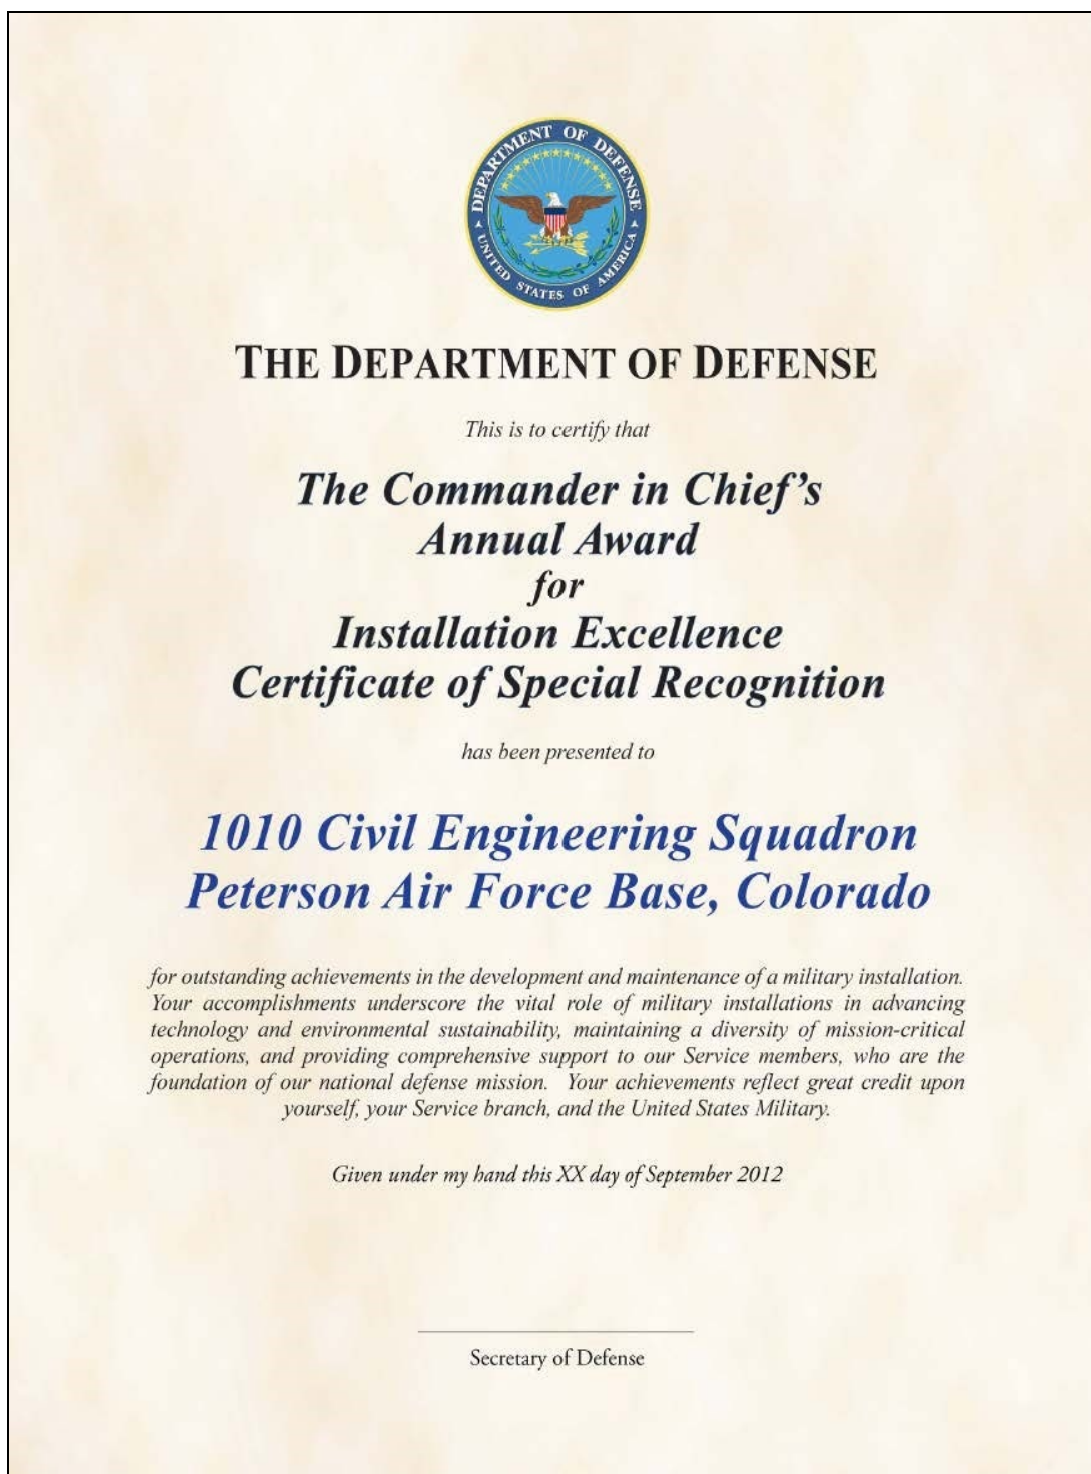 DEPARTMENT OF DEFENSE
UNITED STATES OF AMERICA
THE DEPARTMENT OF DEFENSE
This is to certify that
The Commander in Chief's
Annual Award
for
Installation Excellence
Certificate of Special Recognition
has been presented to
1010 Civil Engineering Squadron
Peterson Air Force Base, Colorado
for outstanding achievements in the development and maintenance of a military installation.
Your accomplishments underscore the vital role of military installations in advancing
technology and environmental sustainability, maintaining a diversity of mission-critical
operations, and providing comprehensive support to our Service members, who are the
foundation of our national defense mission.  Your achievements reflect great credit upon
yourself, your Service branch, and the United States Military.
Given under my hand this XX day of September 2012
Secretary of Defense